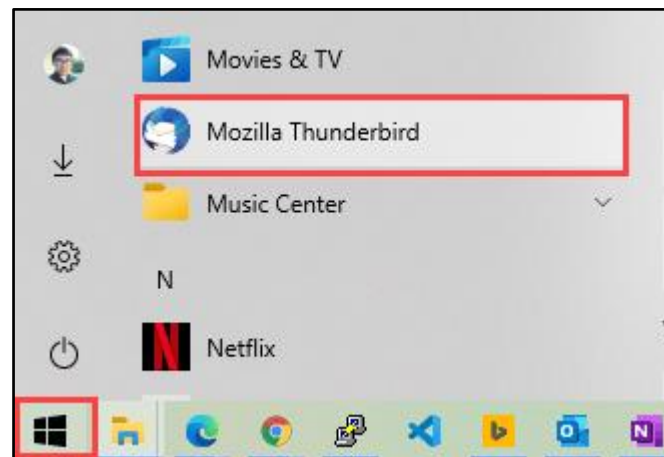 Movies & TV
Mozilla Thunderbird
Music Center
N
Netflix